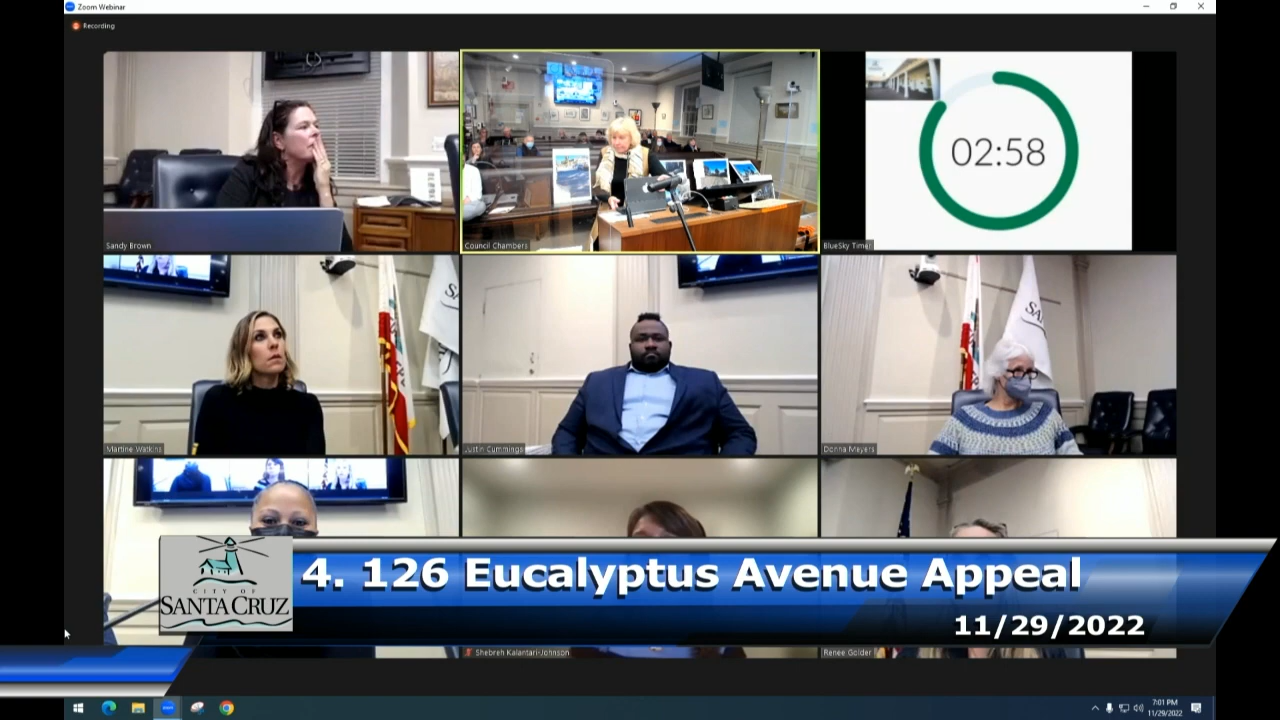 Zoom Webinar
Recording
Sandy Brown
Council Chambers
02:58
BlueSky Timer
Martine Watkins
Justin Cummings
Donna Meyers
SA
4. 126 Eucalyptus Avenue Appeal
CITY OF
SANTA CRUZ
11/29/2022
Shebreh Kalantari-Johnson
Renee Golder
7:01 PM
11/29/2022